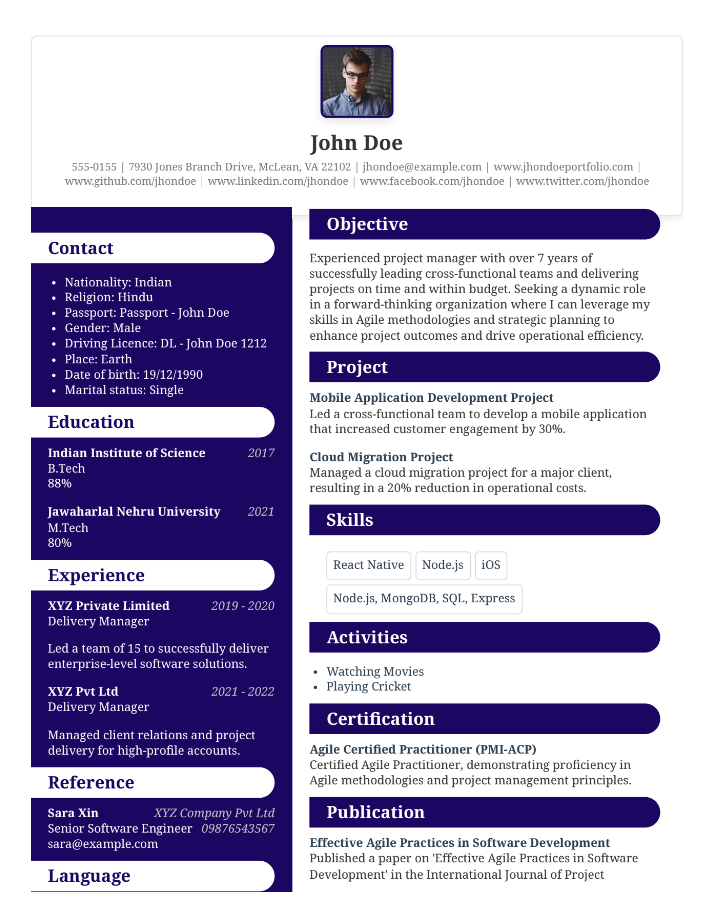 John Doe
555-0155 | 7930 Jones Branch Drive, McLean, VA 22102 | jhondoe@example.com | www.jhondoeportfolio.com |
www.github.com/jhondoe | www.linkedin.com/jhondoe | www.facebook.com/jhondoe | www.twitter.com/jhondoe
Contact
• Nationality: Indian
• Religion: Hindu
• Passport: Passport - John Doe
• Gender: Male
• Driving Licence: DL - John Doe 1212
• Place: Earth
• Date of birth: 19/12/1990
• Marital status: Single
Education
Indian Institute of Science 2017
B.Tech
88%
Jawaharlal Nehru University 2021
M.Tech
80%
Experience
XYZ Private Limited 2019 - 2020
Delivery Manager
Led a team of 15 to successfully deliver
enterprise-level software solutions.
XYZ Pvt Ltd 2021 - 2022
Delivery Manager
Managed client relations and project
delivery for high-profile accounts.
Reference
Sara Xin XYZ Company Pvt Ltd
Senior Software Engineer 09876543567
sara@example.com
Language
Objective
Experienced project manager with over 7 years of
successfully leading cross-functional teams and delivering
projects on time and within budget. Seeking a dynamic role
in a forward-thinking organization where I can leverage my
skills in Agile methodologies and strategic planning to
enhance project outcomes and drive operational efficiency.
Project
Mobile Application Development Project
Led a cross-functional team to develop a mobile application
that increased customer engagement by 30%.
Cloud Migration Project
Managed a cloud migration project for a major client,
resulting in a 20% reduction in operational costs.
Skills
React Native Node.js iOS
Node.js, MongoDB, SQL, Express
Activities
• Watching Movies
• Playing Cricket
Certification
Agile Certified Practitioner (PMI-ACP)
Certified Agile Practitioner, demonstrating proficiency in
Agile methodologies and project management principles.
Publication
Effective Agile Practices in Software Development
Published a paper on 'Effective Agile Practices in Software
Development' in the International Journal of Project